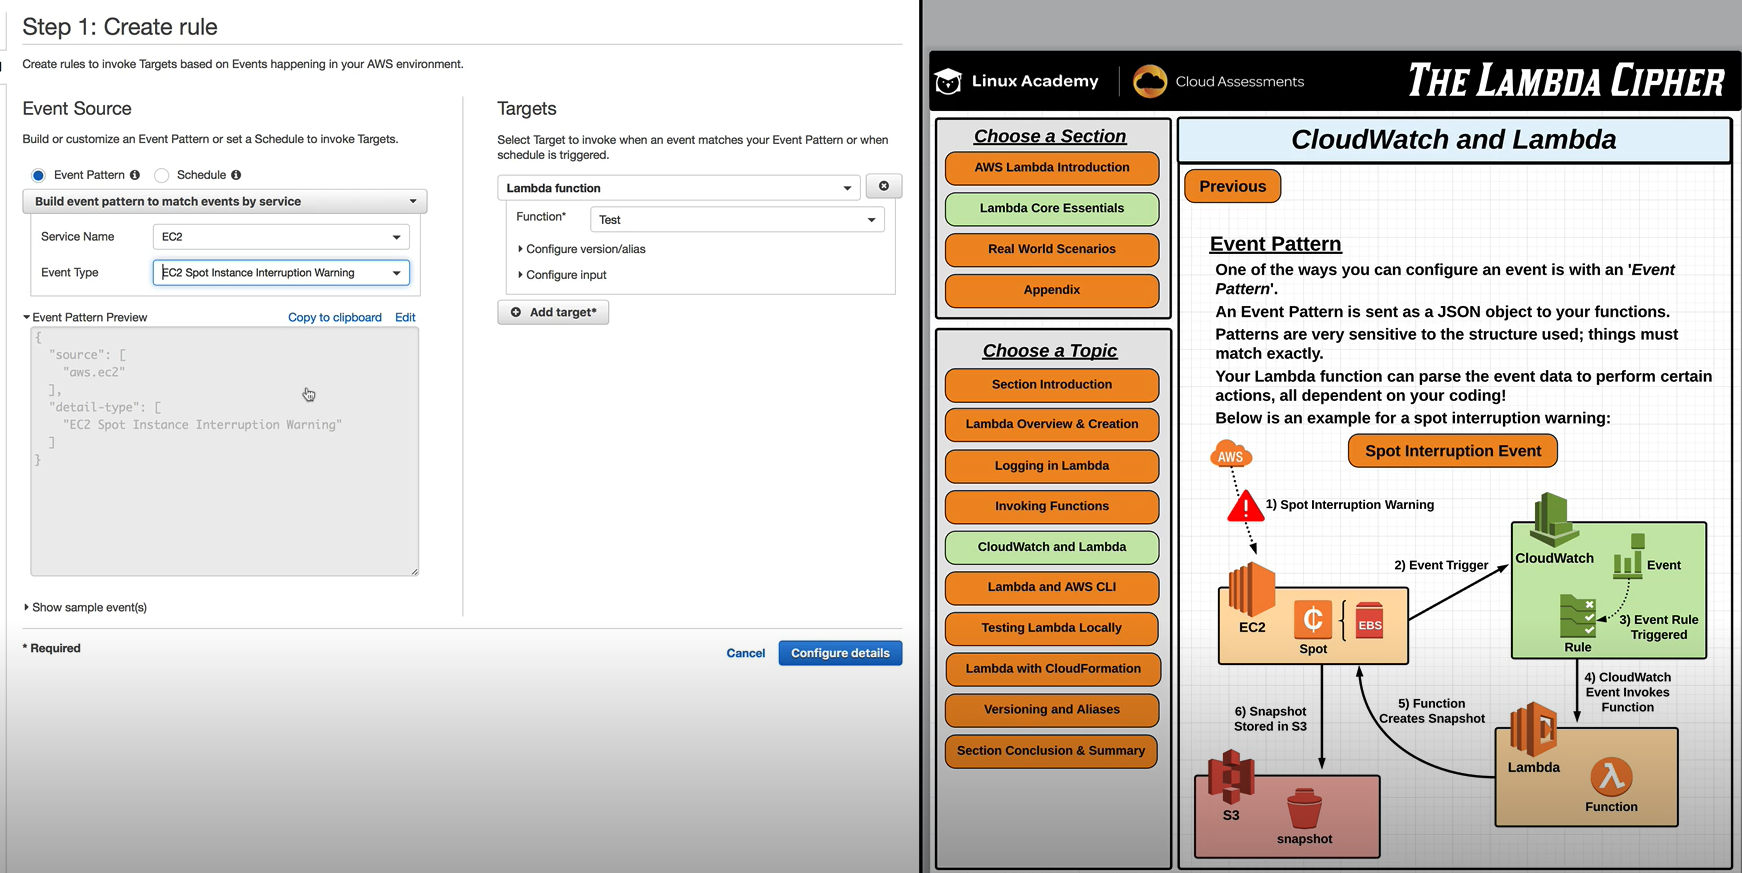 Step 1: Create rule
Create rules to invoke Targets based on Events happening in your AWS environment.
Event Source
Build or customize an Event Pattern or set a Schedule to invoke Targets.
Event Pattern
Schedule
Build event pattern to match events by service
Service Name
EC2
Event Type
EC2 Spot Instance Interruption Warning
Event Pattern Preview
Copy to clipboard
Edit
{
"source": [
"aws.ec2"
],
"detail-type": [
"EC2 Spot Instance Interruption Warning"
]
}
Show sample event(s)
* Required
Cancel
Configure details
Targets
Select Target to invoke when an event matches your Event Pattern or when
schedule is triggered.
Lambda function
Function*
Test
Configure version/alias
Configure input
Add target*
Linux Academy
Cloud Assessments
THE LAMBDA CIPHER
Choose a Section
AWS Lambda Introduction
Lambda Core Essentials
Real World Scenarios
Appendix
Choose a Topic
Section Introduction
Lambda Overview & Creation
Logging in Lambda
Invoking Functions
CloudWatch and Lambda
Lambda and AWS CLI
Testing Lambda Locally
Lambda with CloudFormation
Versioning and Aliases
Section Conclusion & Summary
CloudWatch and Lambda
Previous
Event Pattern
One of the ways you can configure an event is with an 'Event
Pattern'.
An Event Pattern is sent as a JSON object to your functions.
Patterns are very sensitive to the structure used; things must
match exactly.
Your Lambda function can parse the event data to perform certain
actions, all dependent on your coding!
Below is an example for a spot interruption warning:
Spot Interruption Event
AWS
1) Spot Interruption Warning
2) Event Trigger
CloudWatch
Event
3) Event Rule
Triggered
Rule
EC2
EBS
Spot
4) CloudWatch
Event Invokes
Function
5) Function
Creates Snapshot
6) Snapshot
Stored in S3
Lambda
Function
S3
snapshot